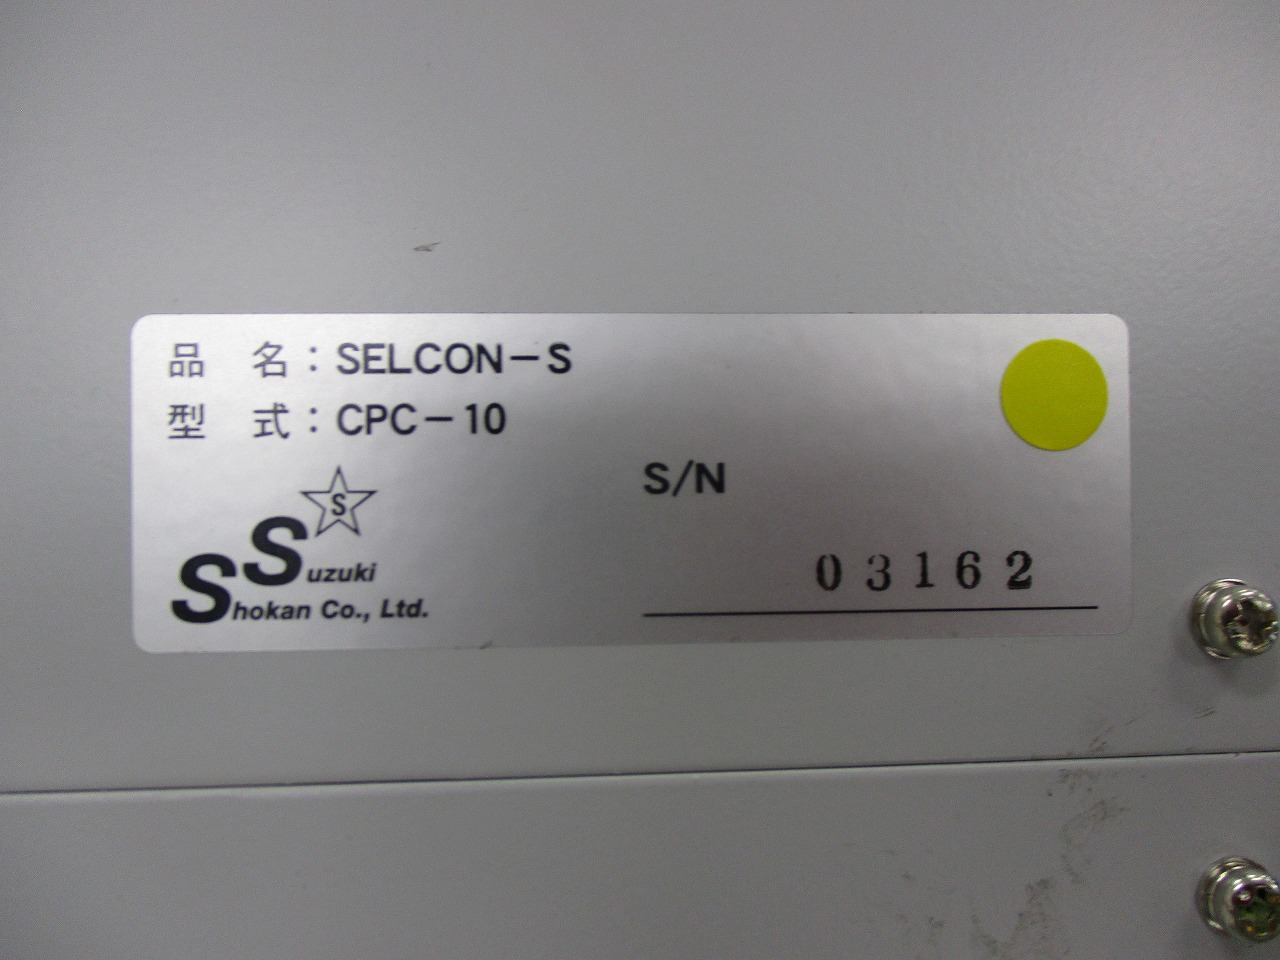 品 名：SELCON－S
型 式：CPC－10
S/N
03162
S
Suzuki
Shokan Co., Ltd.